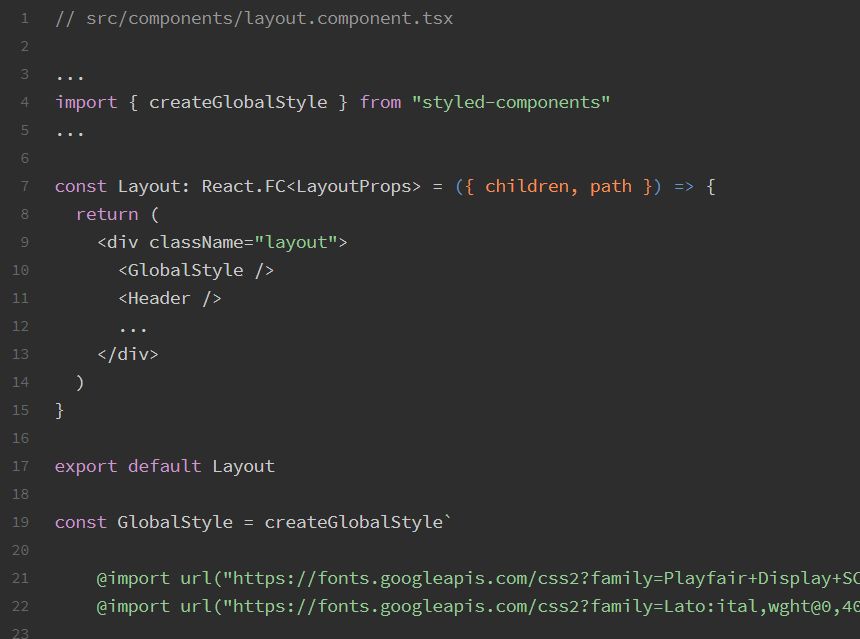 1 // src/components/layout.component.tsx
2
3 ...
4 import { createGlobalStyle } from "styled-components"
5 ...
6
7 const Layout: React.FC<LayoutProps> = ({ children, path }) => {
8   return (
9     <div className="layout">
10       <GlobalStyle />
11       <Header />
12       ...
13     </div>
14   )
15 }
16
17 export default Layout
18
19 const GlobalStyle = createGlobalStyle`
20
21     @import url("https://fonts.googleapis.com/css2?family=Playfair+Display+SC
22     @import url("https://fonts.googleapis.com/css2?family=Lato:ital,wght@0,40
23